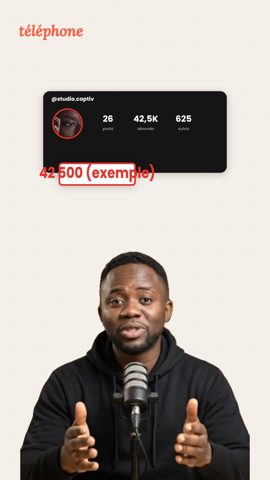 téléphone
@studio.captiv
26 42,5K 625
posts abonnés suivis
42 500 (exemple)